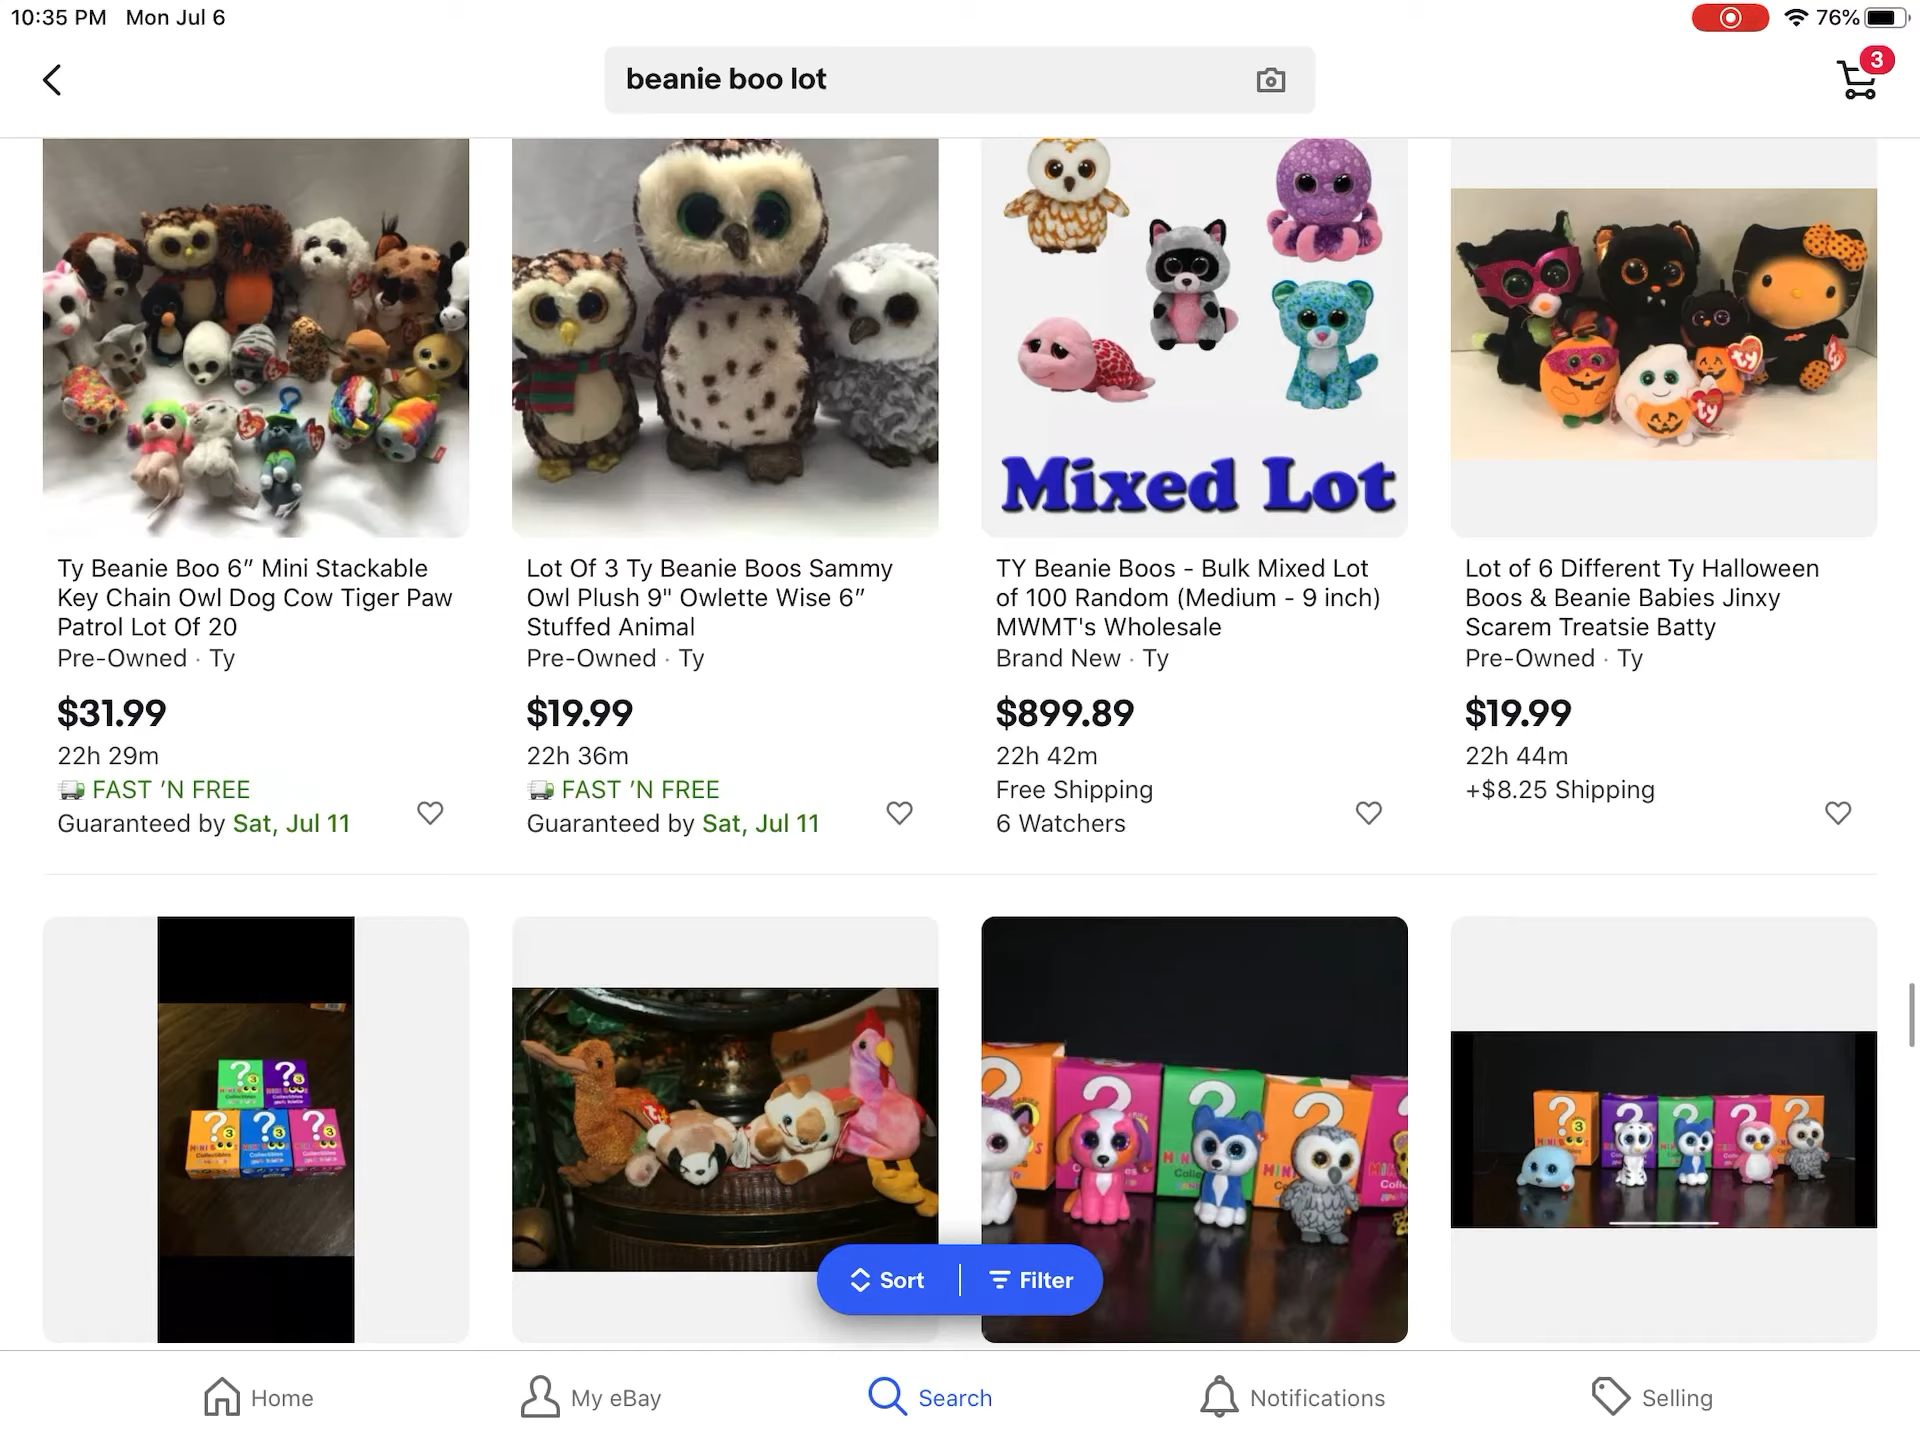 10:35 PM Mon Jul 6
76%
beanie boo lot
3
Mixed Lot
ty
ty
Ty Beanie Boo 6” Mini Stackable
Key Chain Owl Dog Cow Tiger Paw
Patrol Lot Of 20
Pre-Owned · Ty
$31.99
22h 29m
FAST ’N FREE
Guaranteed by Sat, Jul 11
Lot Of 3 Ty Beanie Boos Sammy
Owl Plush 9" Owlette Wise 6”
Stuffed Animal
Pre-Owned · Ty
$19.99
22h 36m
FAST ’N FREE
Guaranteed by Sat, Jul 11
TY Beanie Boos - Bulk Mixed Lot
of 100 Random (Medium - 9 inch)
MWMT's Wholesale
Brand New · Ty
$899.89
22h 42m
Free Shipping
6 Watchers
Lot of 6 Different Ty Halloween
Boos & Beanie Babies Jinxy
Scarem Treatsie Batty
Pre-Owned · Ty
$19.99
22h 44m
+$8.25 Shipping
Sort
Filter
Home
My eBay
Search
Notifications
Selling